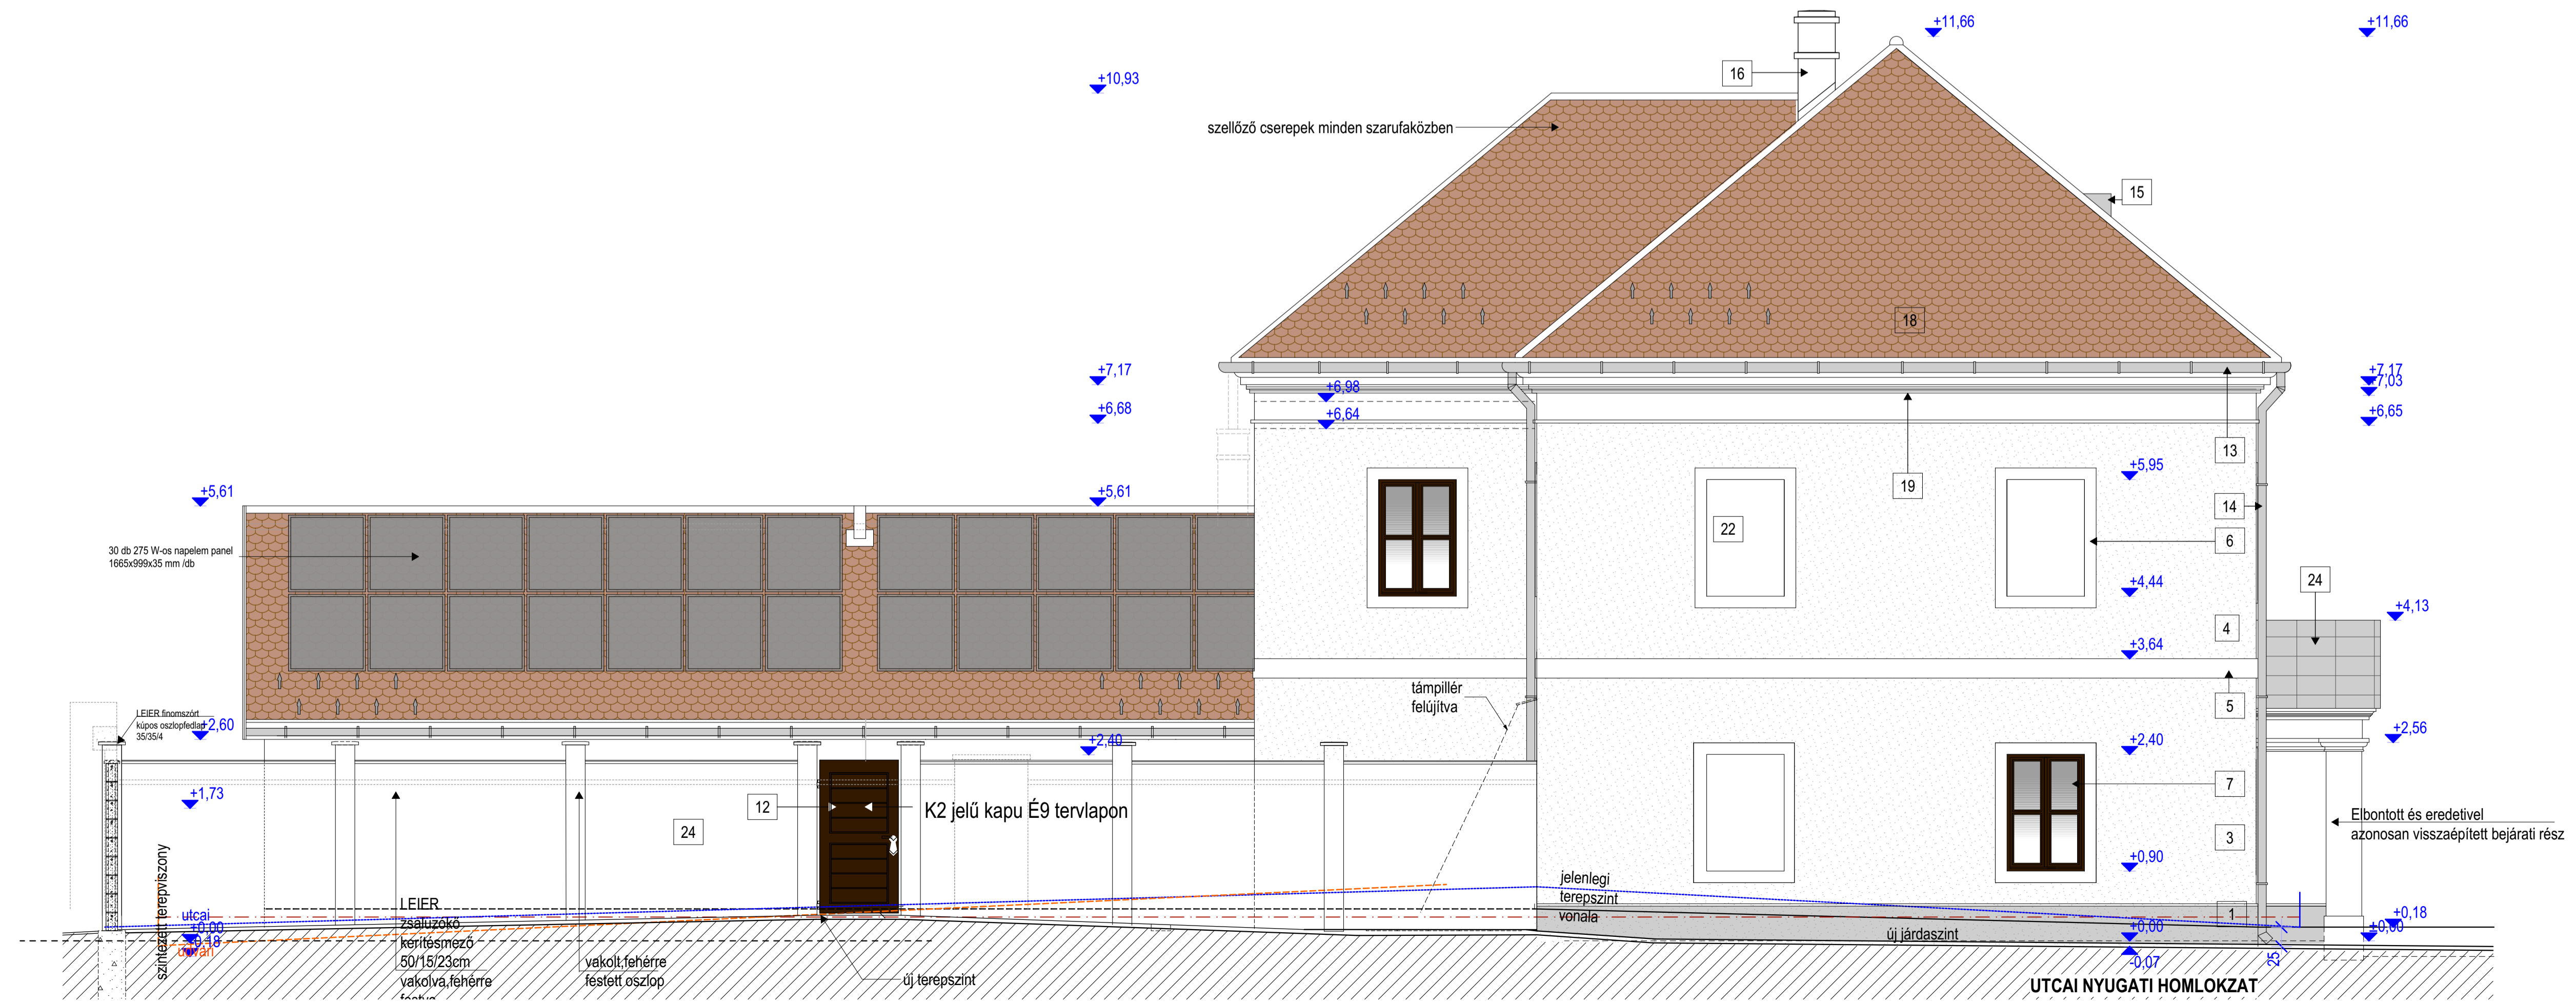 +11,66
+11,66
16
+10,93
szellőző cserepek minden szarufaközben
15
18
+7,17
+7,17
+7,03
+6,98
+6,68
+6,64
+6,65
13
+5,95
19
+5,61
+5,61
14
22
6
30 db 275 W-os napelem panel
1665x999x35 mm /db
24
+4,44
+4,13
4
+3,64
támpillér
felújítva
5
LEIER finomszórt
kúpos oszlopfedlap
35/35/4
+2,60
+2,40
+2,40
+2,56
7
+1,73
12
K2 jelű kapu É9 tervlapon
24
3
Elbontott és eredetivel
azonosan visszaépített bejárati rész
+0,90
szintezett terepviszony
jelenlegi
terepszint
vonala
LEIER
zsaluzókő
kerítésmező
50/15/23cm
vakolva,fehérre
festve
utcai
+0,00
udvari
1
+0,18
új járdaszint
+0,00
±0,00
-0,07
25
vakolt,fehérre
festett oszlop
új terepszint
UTCAI NYUGATI HOMLOKZAT